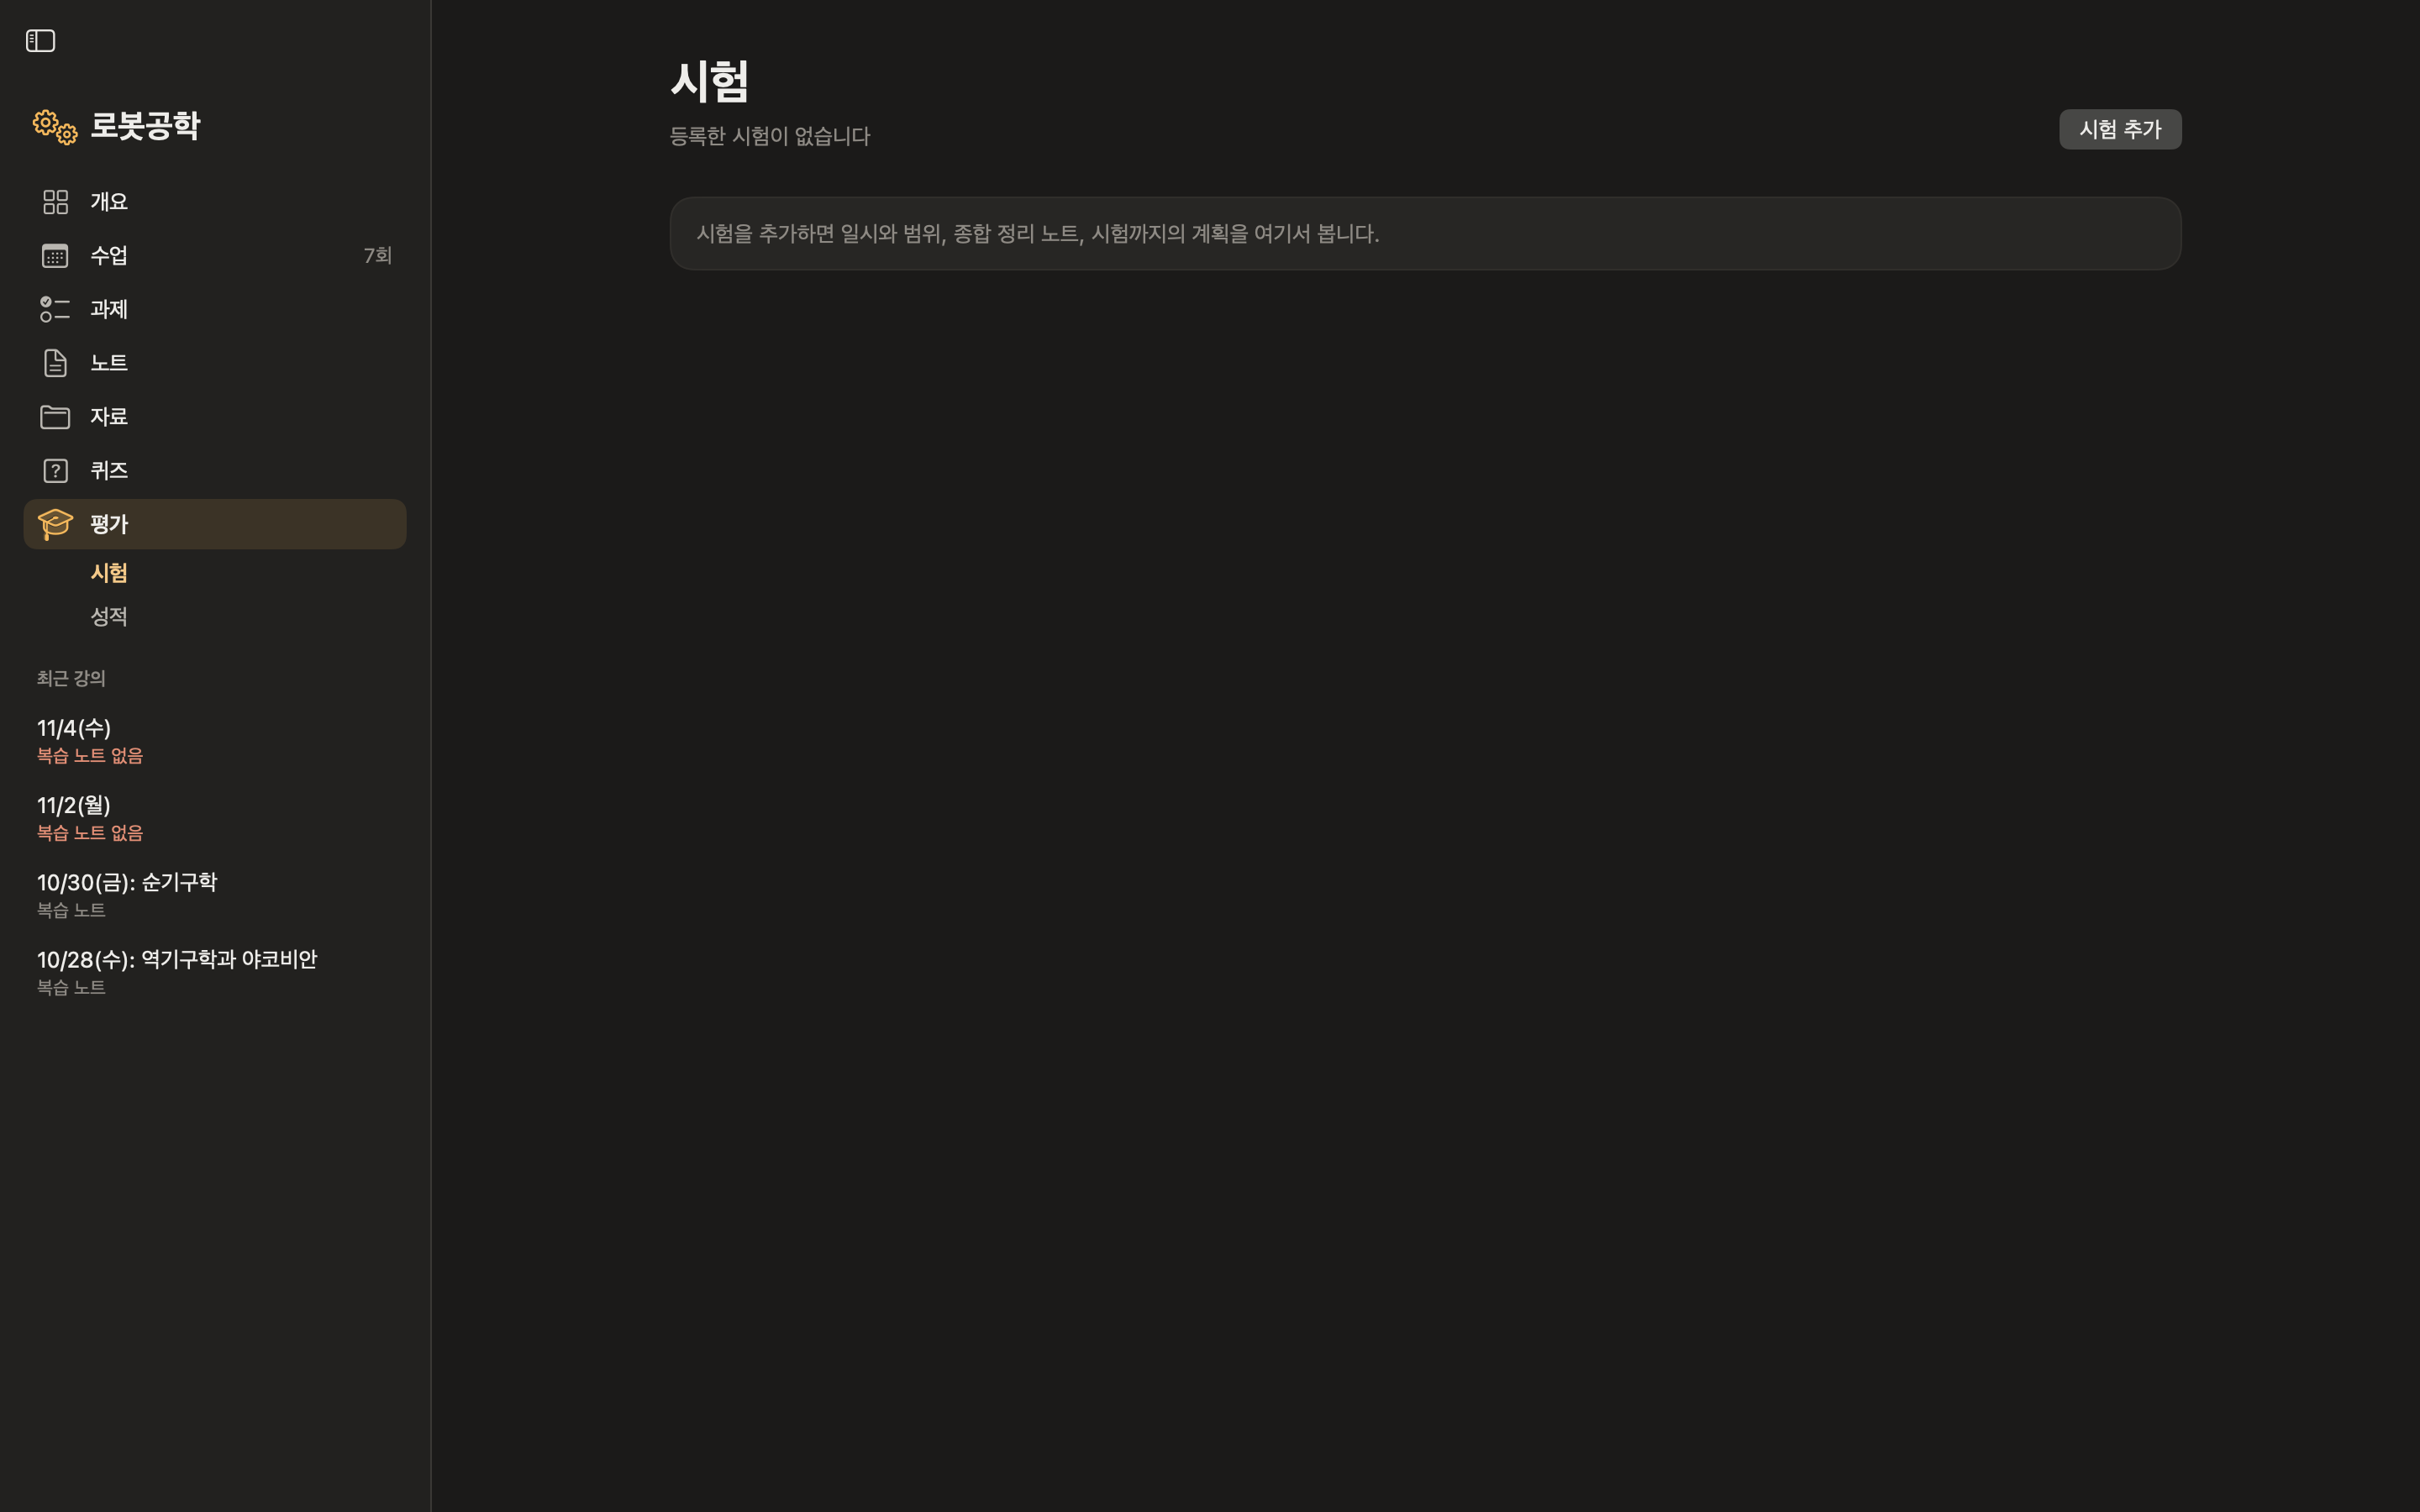 로봇공학
개요
수업 7회
과제
노트
자료
퀴즈
평가
시험
성적
최근 강의
11/4(수)
복습 노트 없음
11/2(월)
복습 노트 없음
10/30(금): 순기구학
복습 노트
10/28(수): 역기구학과 야코비안
복습 노트
시험
등록한 시험이 없습니다
시험 추가
시험을 추가하면 일시와 범위, 종합 정리 노트, 시험까지의 계획을 여기서 봅니다.